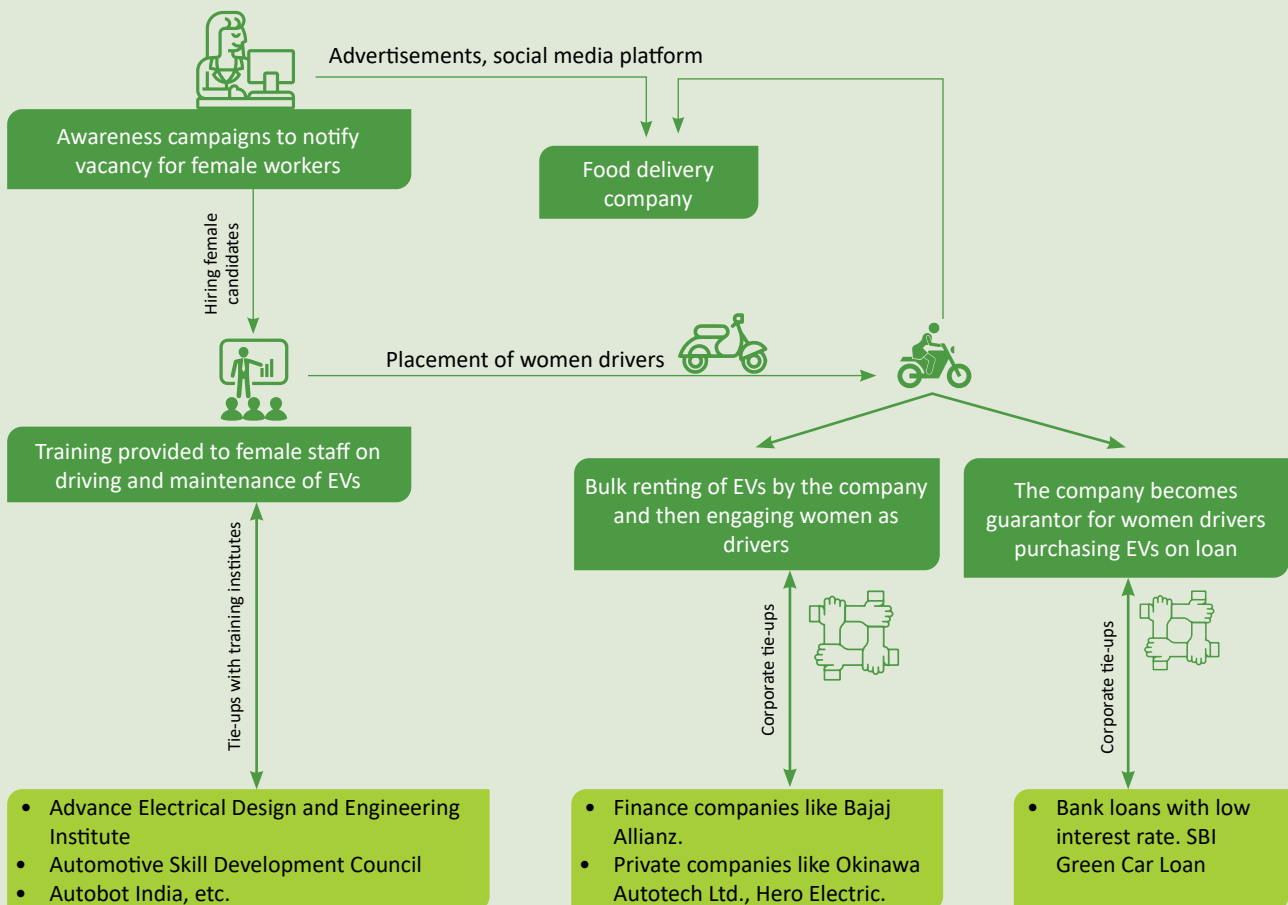 Advertisements, social media platform
Awareness campaigns to notify
vacancy for female workers
Food delivery
company
Hiring female
candidates
Placement of women drivers
Training provided to female staff on
driving and maintenance of EVs
Bulk renting of EVs by the company
and then engaging women as
drivers
The company becomes
guarantor for women drivers
purchasing EVs on loan
Tie-ups with training institutes
Corporate tie-ups
Corporate tie-ups
• Advance Electrical Design and Engineering
Institute
• Automotive Skill Development Council
• Autobot India, etc.
• Finance companies like Bajaj
Allianz.
• Private companies like Okinawa
Autotech Ltd., Hero Electric.
• Bank loans with low
interest rate. SBI
Green Car Loan